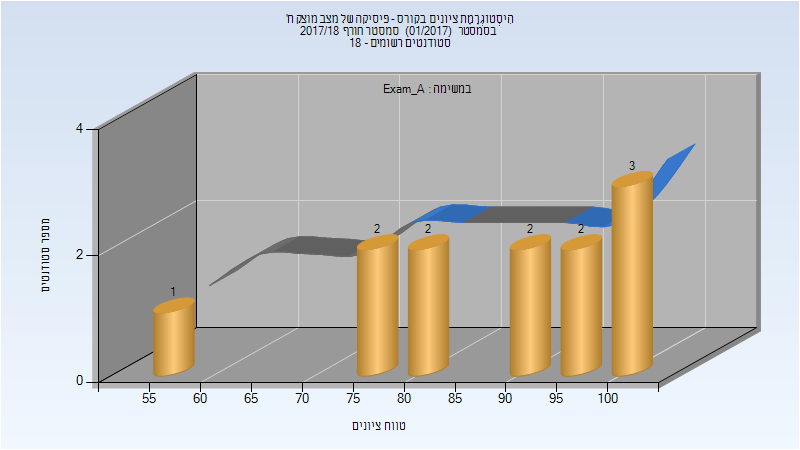 היסטוגרמת ציונים בקורס - פיסיקה של מצב מוצק ח'
בסמסטר (01/2017) סמסטר חורף 2017/18
סטודנטים רשומים - 18
במשימה : Exam_A
מספר סטודנטים
4
2
0
1
2
2
2
2
3
55 60 65 70 75 80 85 90 95 100
טווח ציונים